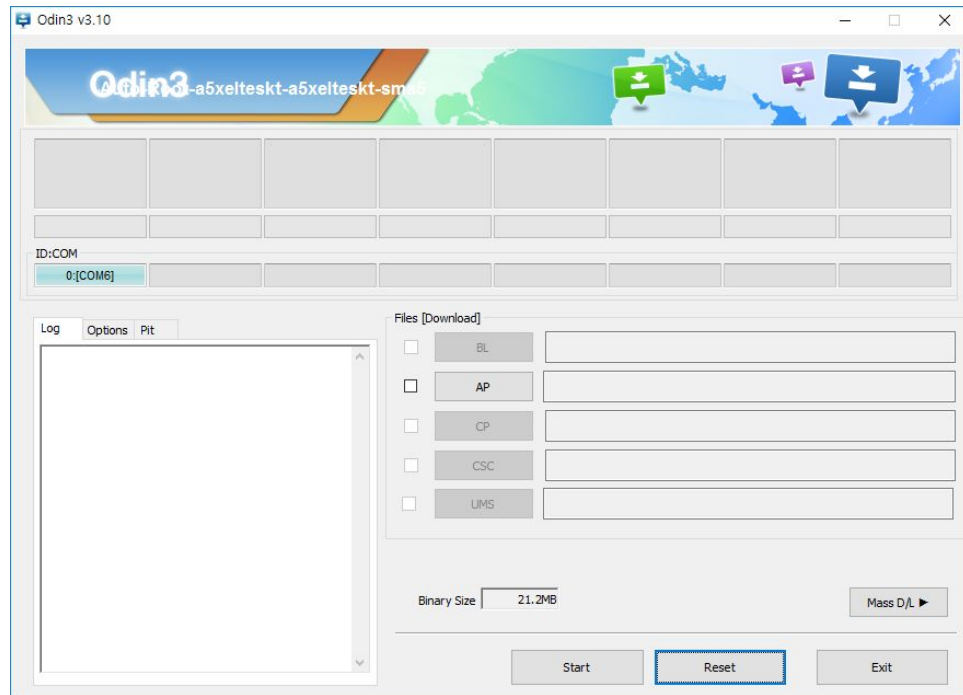 Odin3 v3.10
Odin3
-a5xelteskt-a5xelteskt-sma5
ID:COM
0:[COM6]
Log
Options
Pit
Files [Download]
BL
AP
CP
CSC
UMS
Binary Size
21.2MB
Mass D/L ►
Start
Reset
Exit